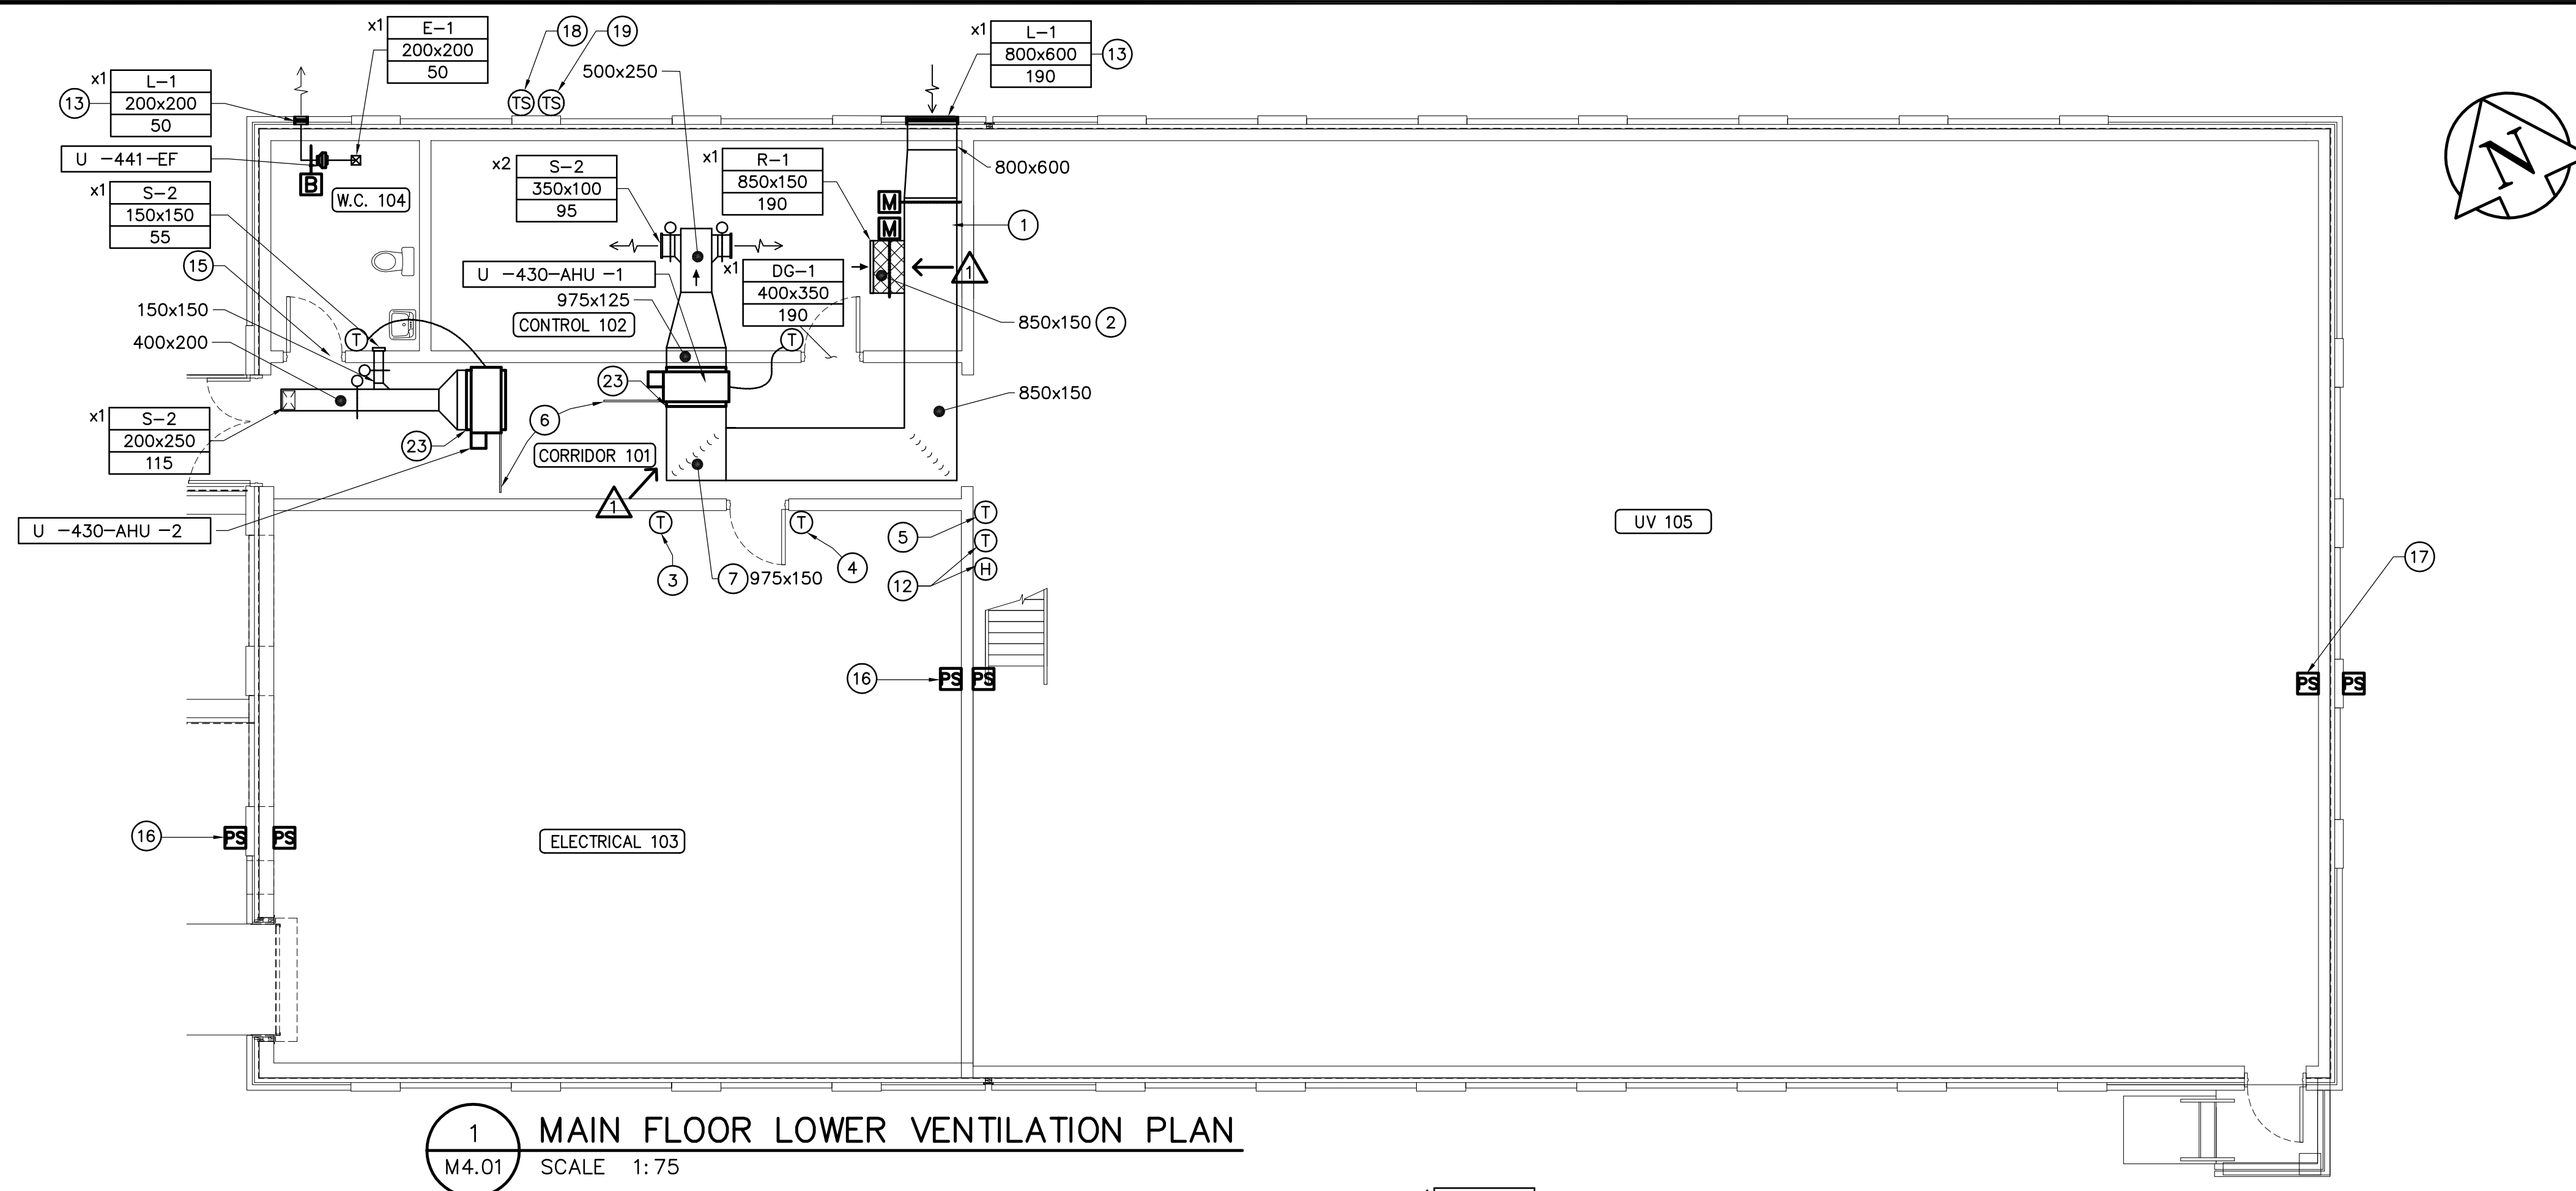 x1
E-1
200x200
50
18
19
500x250
x1
L-1
800x600
190
13
x1
L-1
200x200
50
13
TS
TS
N
U -441-EF
B
W.C. 104
x2
S-2
350x100
95
x1
R-1
850x150
190
800x600
M
M
1
x1
S-2
150x150
55
15
U -430-AHU -1
x1
DG-1
400x350
190
1
150x150
975x125
CONTROL 102
850x150
2
400x200
T
T
23
850x150
x1
S-2
200x250
115
6
23
CORRIDOR 101
1
U -430-AHU -2
T
T
T
5
T
UV 105
3
7
975x150
4
12
H
17
16
PS
PS
PS
PS
16
PS
PS
ELECTRICAL 103
1
M4.01
MAIN FLOOR LOWER VENTILATION PLAN
SCALE 1:75